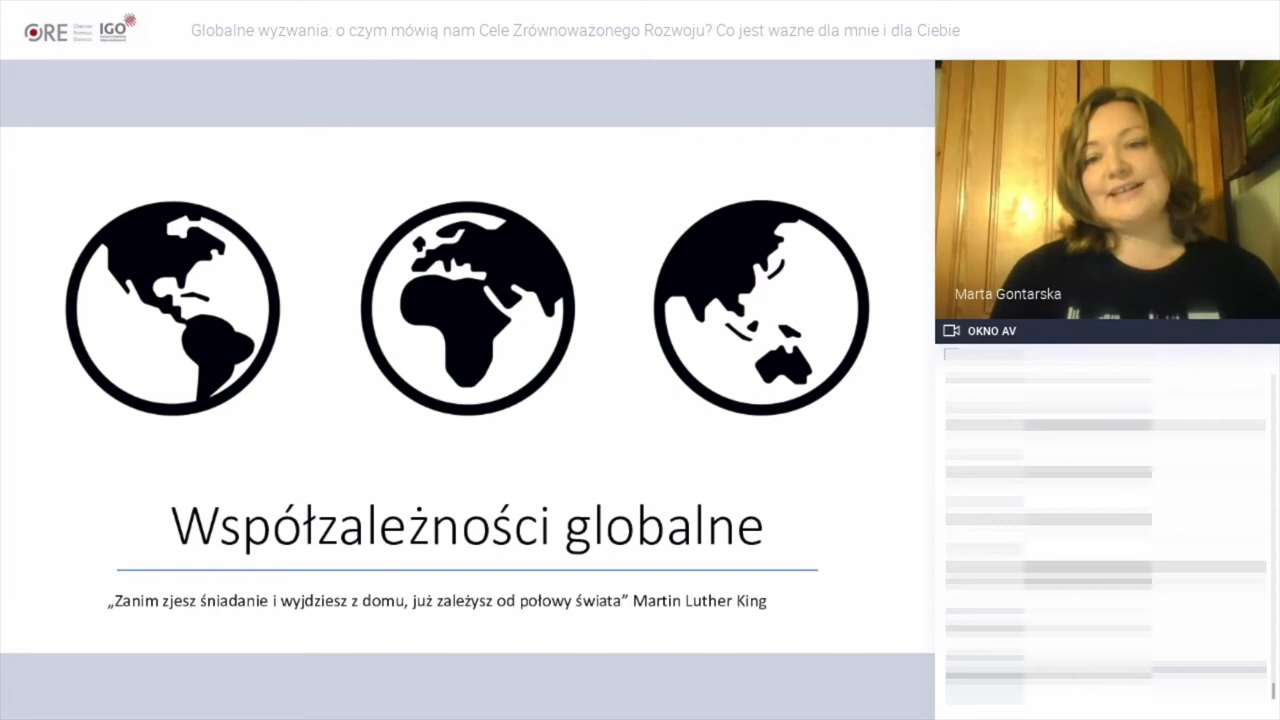 ORE
IGO
Globalne wyzwania: o czym mówią nam Cele Zrównoważonego Rozwoju? Co jest ważne dla mnie i dla Ciebie
Marta Gontarska
OKNO AV
Współzależności globalne
„Zanim zjesz śniadanie i wyjdziesz z domu, już zależysz od połowy świata” Martin Luther King